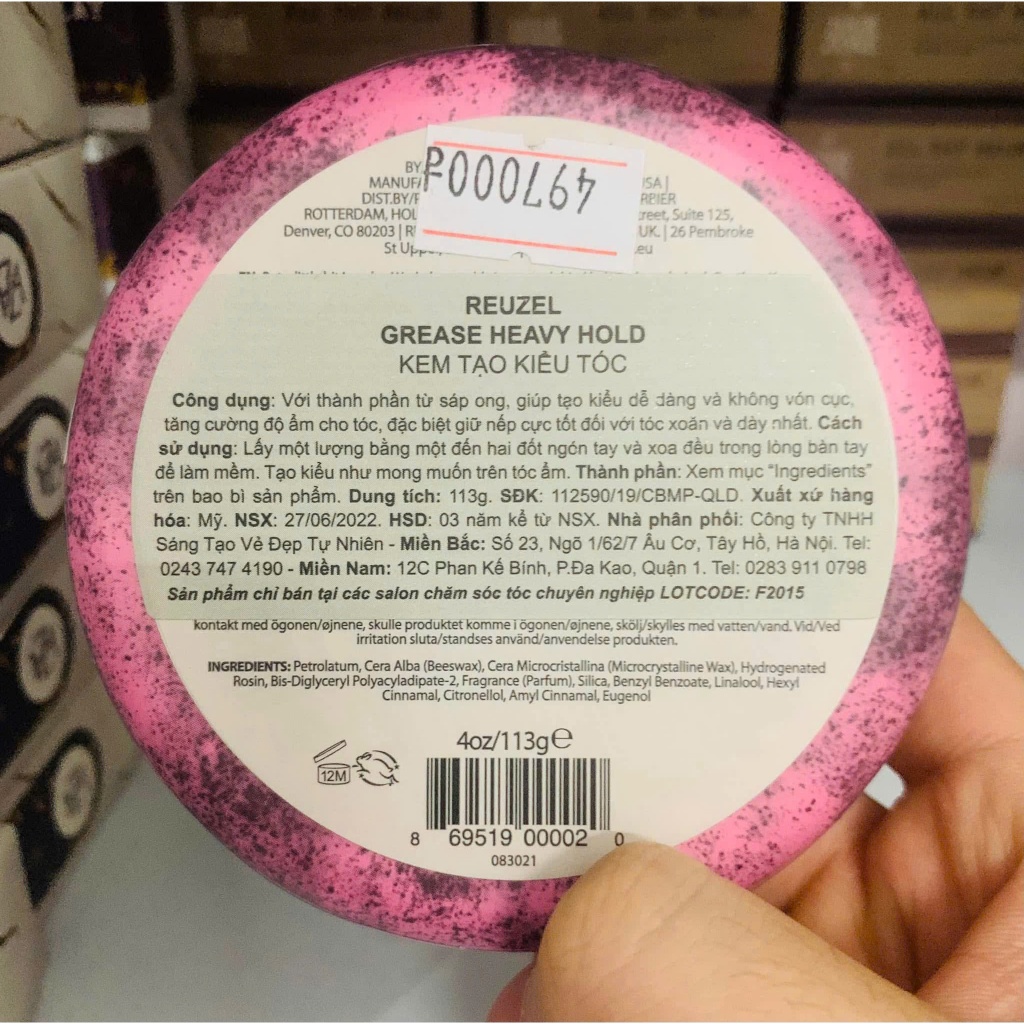 497000₫
BY
MANUFA SA |
DIST.BY/ RBIER
ROTTERDAM, HOL reet, Suite 125,
Denver, CO 80203 | UK. | 26 Pembroke
St Upp .eu
REUZEL
GREASE HEAVY HOLD
KEM TẠO KIỂU TÓC
Công dụng: Với thành phần từ sáp ong, giúp tạo kiểu dễ dàng và không vón cục,
tăng cường độ ẩm cho tóc, đặc biệt giữ nếp cực tốt đối với tóc xoăn và dày nhất. Cách
sử dụng: Lấy một lượng bằng một đến hai đốt ngón tay và xoa đều trong lòng bàn tay
để làm mềm. Tạo kiểu như mong muốn trên tóc ẩm. Thành phần: Xem mục "Ingredients"
trên bao bì sản phẩm. Dung tích: 113g. SĐK: 112590/19/CBMP-QLD. Xuất xứ hàng
hóa: Mỹ. NSX: 27/06/2022. HSD: 03 năm kể từ NSX. Nhà phân phối: Công ty TNHH
Sáng Tạo Vẻ Đẹp Tự Nhiên - Miền Bắc: Số 23, Ngõ 1/62/7 Âu Cơ, Tây Hồ, Hà Nội. Tel:
0243 747 4190 - Miền Nam: 12C Phan Kế Bính, P.Đa Kao, Quận 1. Tel: 0283 911 0798
Sản phẩm chỉ bán tại các salon chăm sóc tóc chuyên nghiệp LOTCODE: F2015
kontakt med ögonen/øjnene, skulle produktet komme i ögonen/øjnene, skölj/skylles med vatten/vand. Vid/Ved
irritation sluta/standses använd/anvendelse produkten.
INGREDIENTS: Petrolatum, Cera Alba (Beeswax), Cera Microcristallina (Microcrystalline Wax), Hydrogenated
Rosin, Bis-Diglyceryl Polyacyladipate-2, Fragrance (Parfum), Silica, Benzyl Benzoate, Linalool, Hexyl
Cinnamal, Citronellol, Amyl Cinnamal, Eugenol
4oz/113g℮
12M
8 69519 00002 0
083021